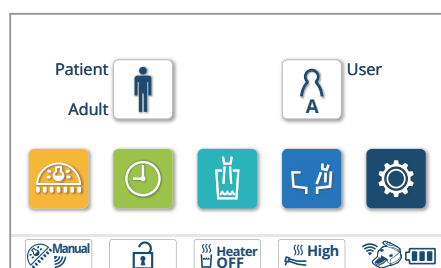 Patient
User
Adult
A
Manual
Heater
OFF
High